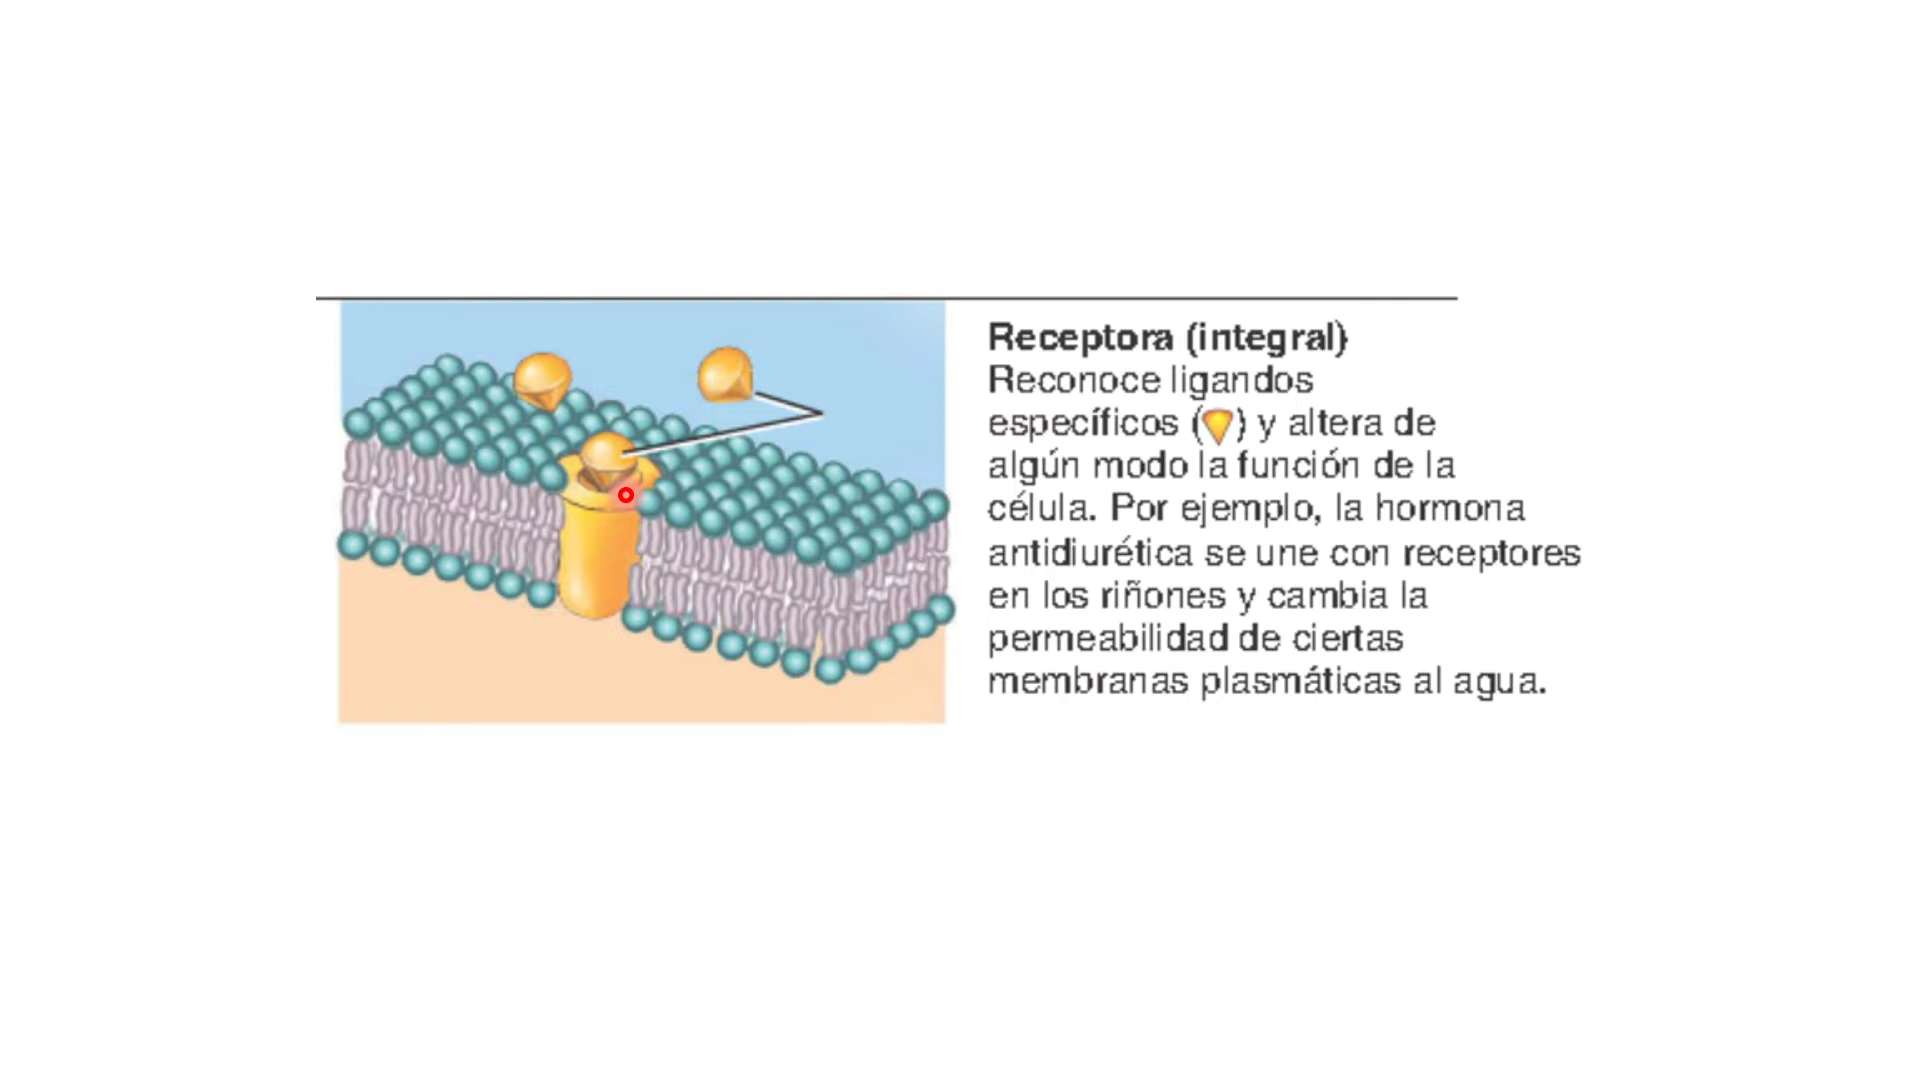 Receptora (integral)
Reconoce ligandos
específicos ( ) y altera de
algún modo la función de la
célula. Por ejemplo, la hormona
antidiurética se une con receptores
en los riñones y cambia la
permeabilidad de ciertas
membranas plasmáticas al agua.